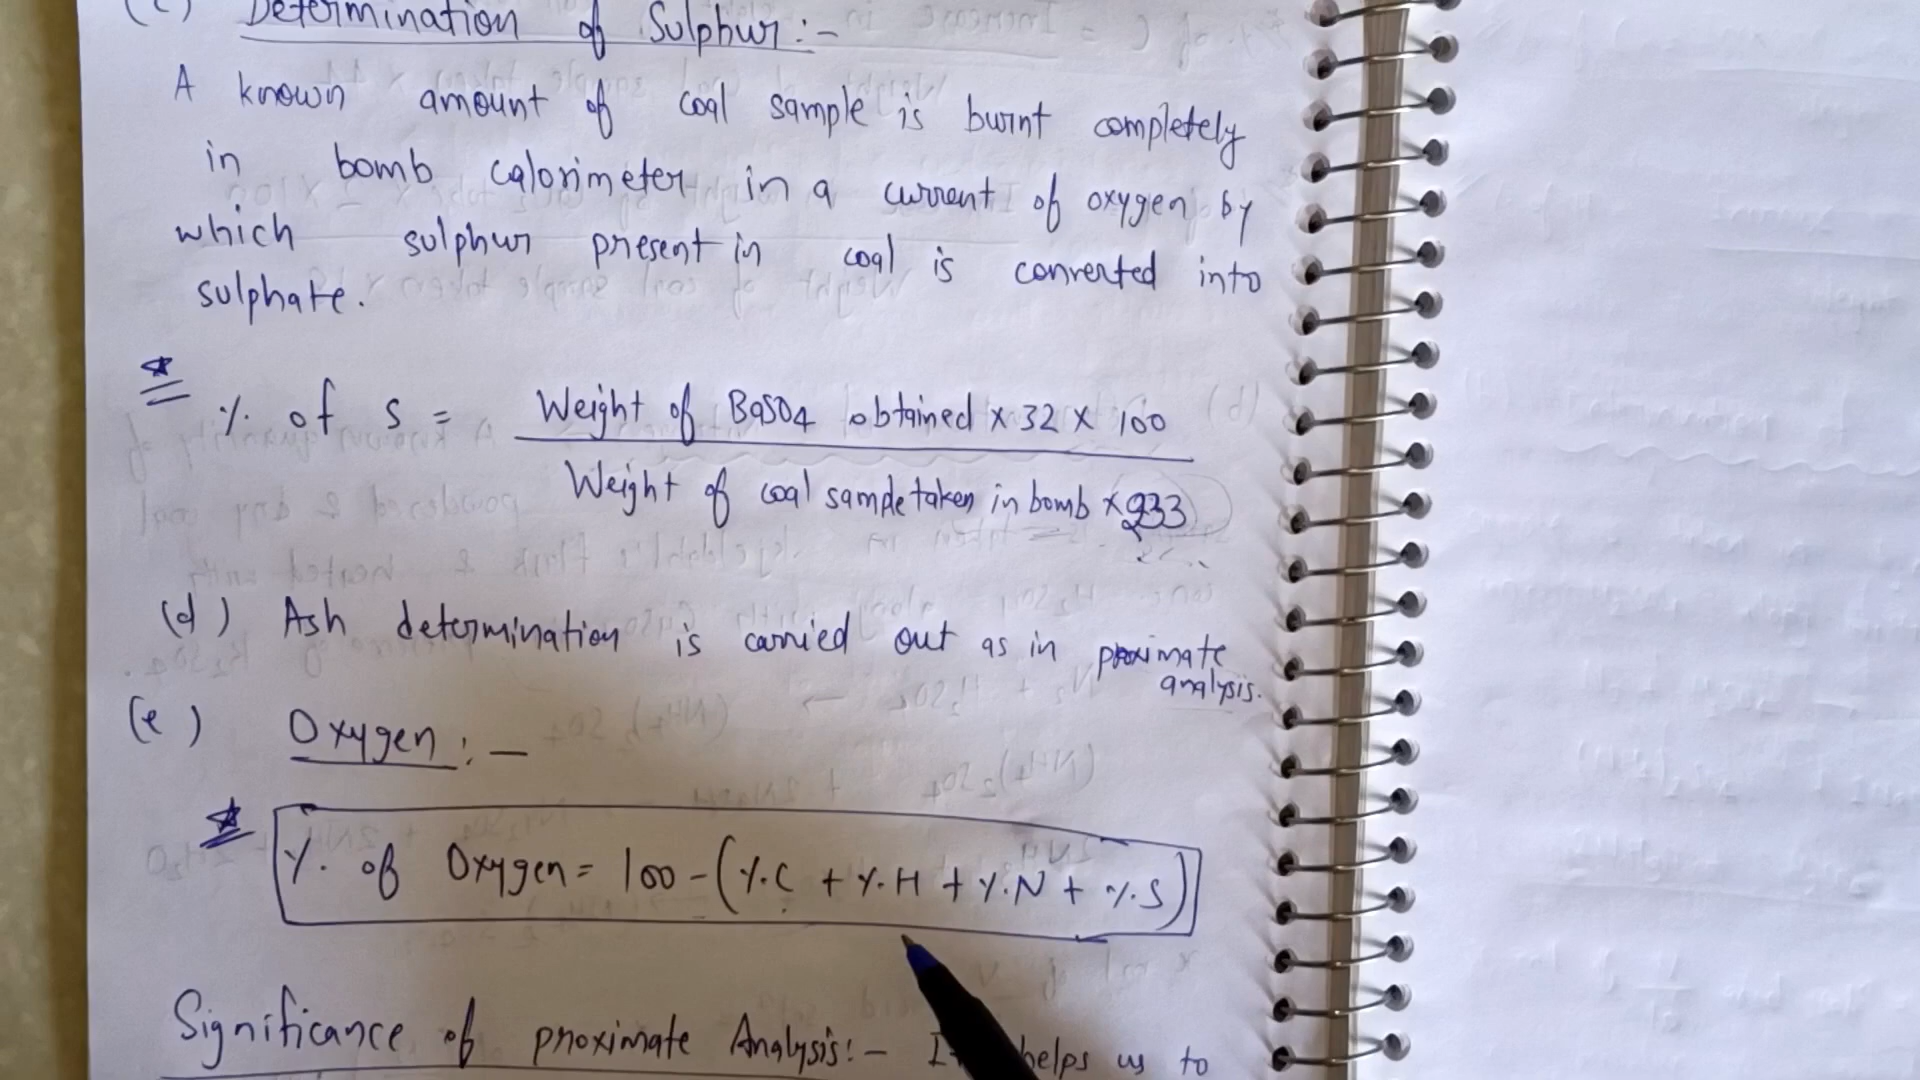 (c) Determination of Sulphur:-
A known amount of coal sample is burnt completely
in bomb calorimeter in a current of oxygen by
which sulphur present in coal is converted into
sulphate.
% of S = Weight of BaSO4 obtained x 32 x 100
Weight of coal sample taken in bomb x 233
(d) Ash determination is carried out as in proximate
analysis.
(e) Oxygen:-
% of Oxygen = 100 - (%C + %H + %N + %S)
Significance of proximate Analysis:- It helps us to